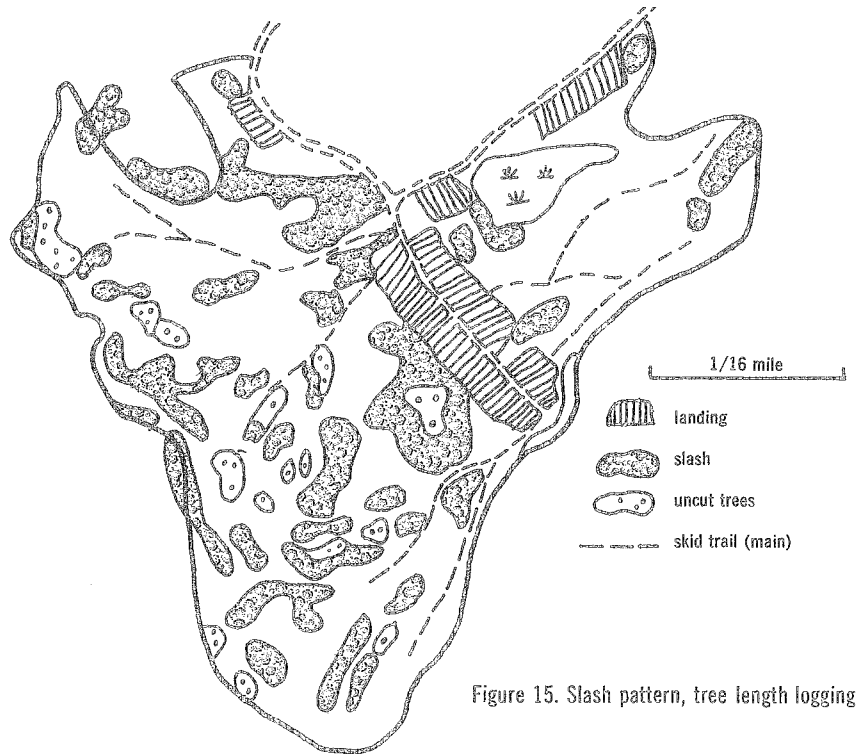 1/16 mile
landing
slash
uncut trees
skid trail (main)
Figure 15. Slash pattern, tree length logging